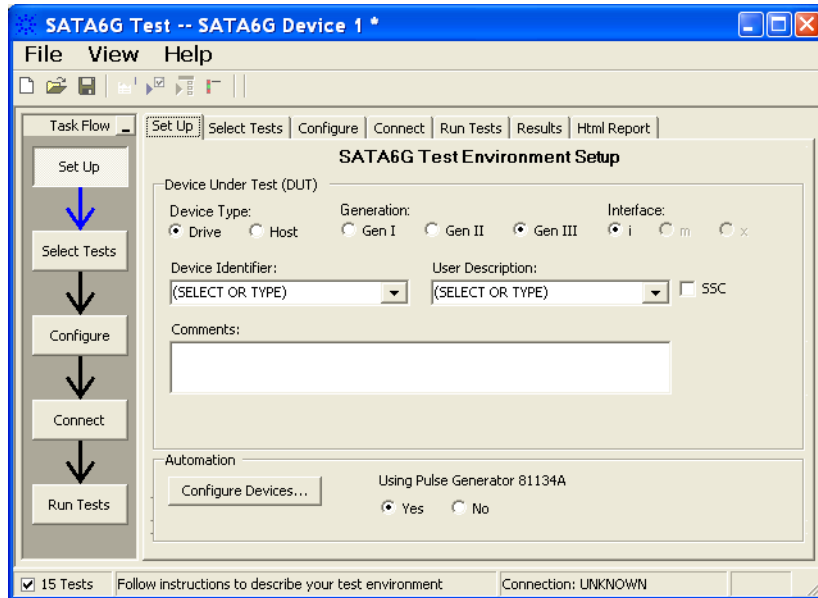 SATA6G Test -- SATA6G Device 1 *
File View Help
Task Flow
Set Up
Select Tests
Configure
Connect
Run Tests
Set Up Select Tests Configure Connect Run Tests Results Html Report
SATA6G Test Environment Setup
Device Under Test (DUT)
Device Type: Generation: Interface:
Drive Host Gen I Gen II Gen III i m x
Device Identifier: User Description:
(SELECT OR TYPE) (SELECT OR TYPE) SSC
Comments:
Automation
Configure Devices... Using Pulse Generator 81134A
Yes No
15 Tests Follow instructions to describe your test environment Connection: UNKNOWN